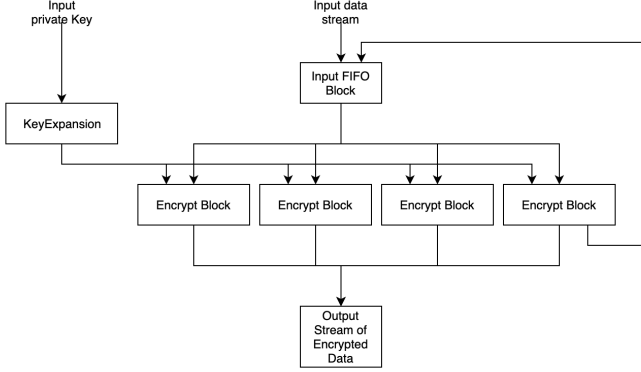 Input
private Key
Input data
stream
Input FIFO
Block
KeyExpansion
Encrypt Block
Encrypt Block
Encrypt Block
Encrypt Block
Output
Stream of
Encrypted
Data